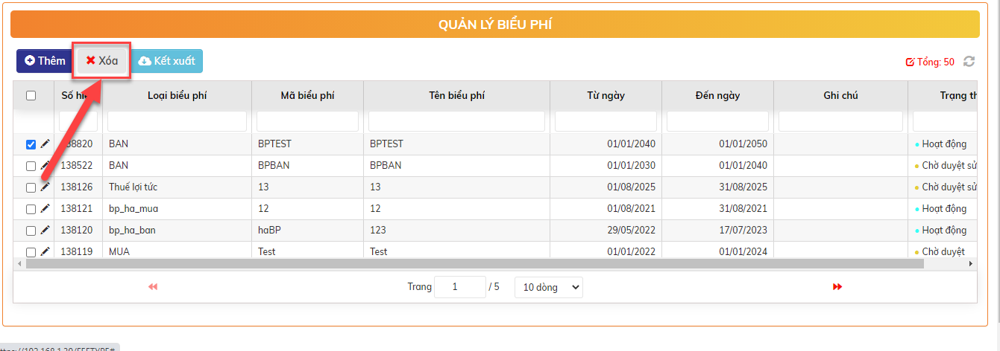 QUẢN LÝ BIỂU PHÍ
Thêm Xóa Kết xuất Tổng: 50
Số Loại biểu phí Mã biểu phí Tên biểu phí Từ ngày Đến ngày Ghi chú Trạng th
138820 BAN BPTEST BPTEST 01/01/2040 01/01/2050 Hoạt động
138522 BAN BPBAN BPBAN 01/01/2030 01/01/2040 Chờ duyệt sử
138126 Thuế lợi tức 13 13 01/08/2025 31/08/2025 Chờ duyệt sử
138121 bp_ha_mua 12 12 01/08/2021 31/08/2021 Hoạt động
138120 bp_ha_ban haBP 123 29/05/2022 17/07/2023 Hoạt động
138119 MUA Test Test 01/01/2022 01/01/2024 Chờ duyệt
Trang 1 / 5 10 dòng